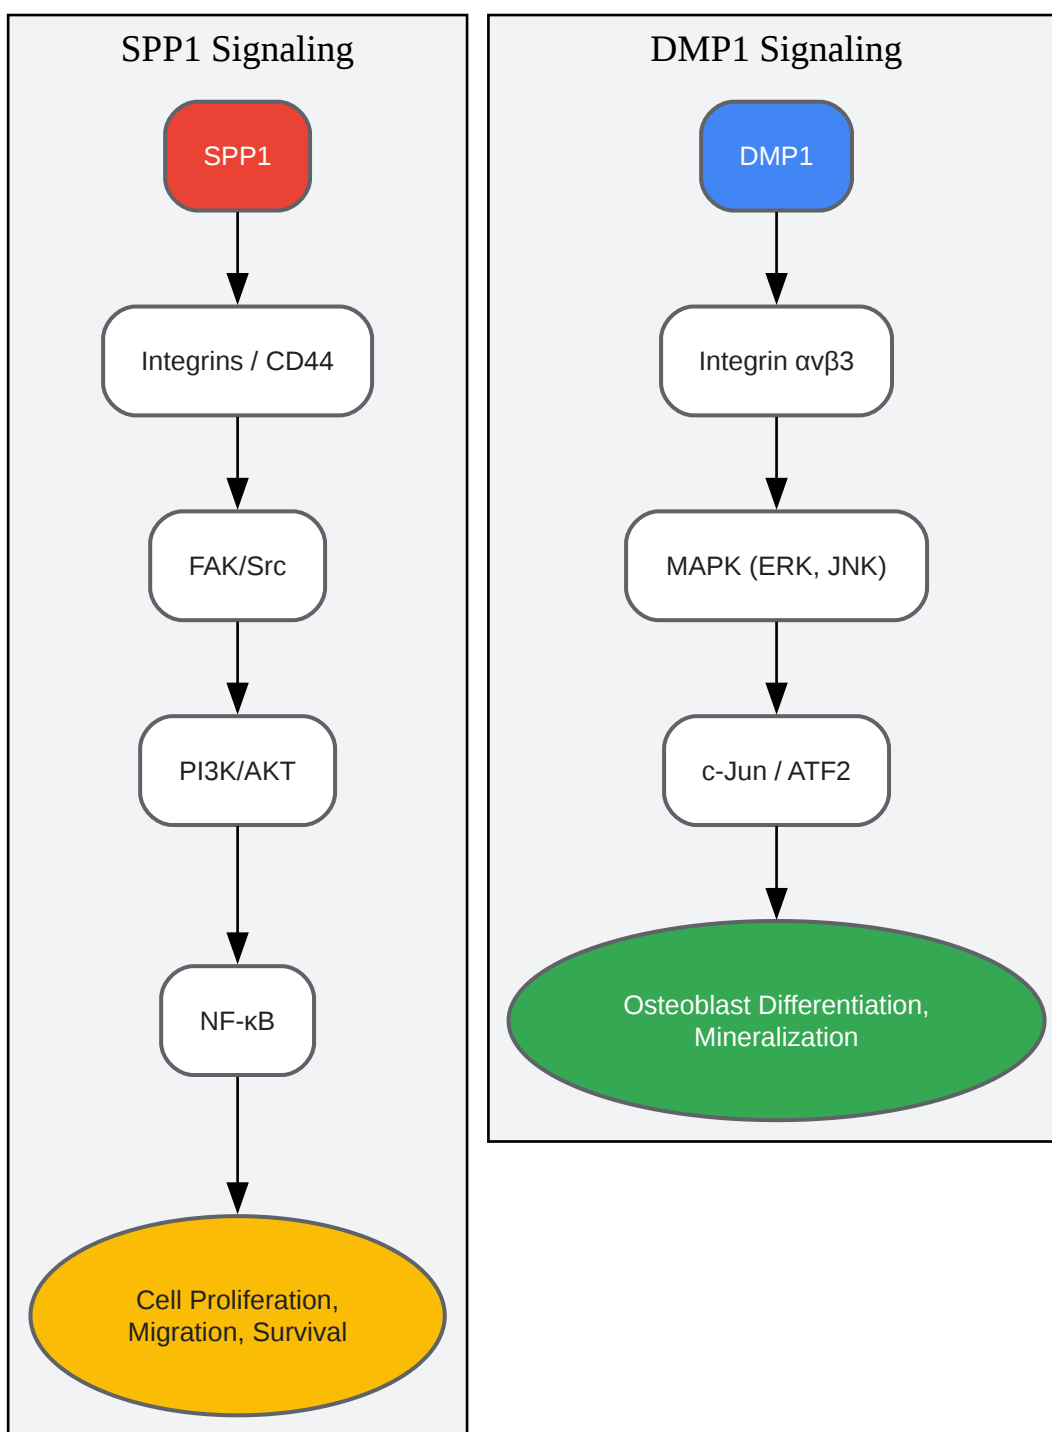 SPP1 Signaling
SPP1
Integrins / CD44
FAK/Src
PI3K/AKT
NF-κB
Cell Proliferation,
Migration, Survival
DMP1 Signaling
DMP1
Integrin αvβ3
MAPK (ERK, JNK)
c-Jun / ATF2
Osteoblast Differentiation,
Mineralization